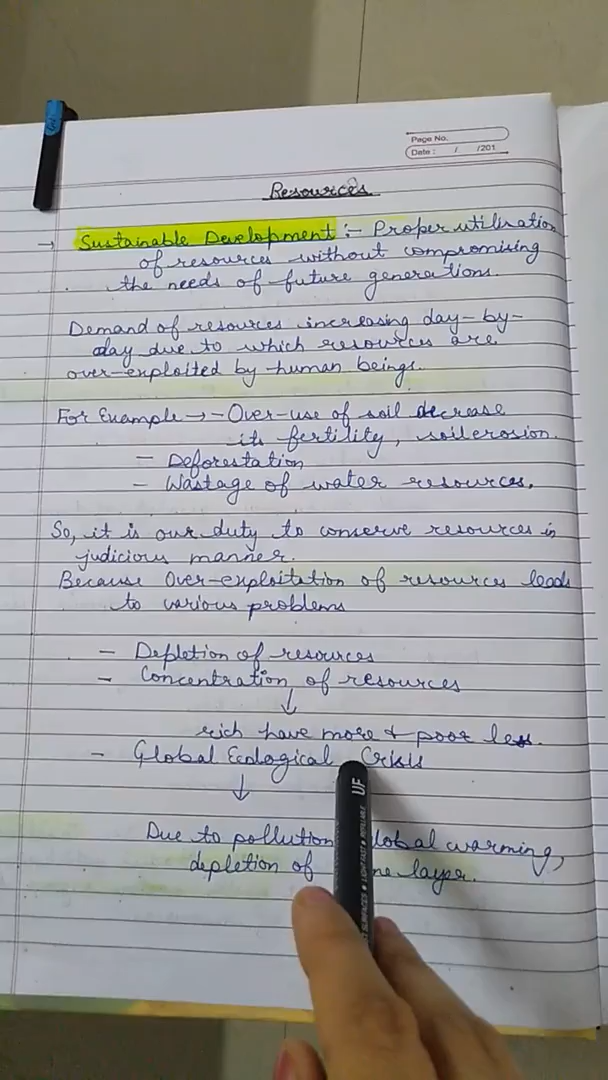 Page No.
Date : / /201
Resources
→ Sustainable Development :- Proper utilisation
of resources without compromising
the needs of future generations.
Demand of resources increasing day-by-
day due to which resources are
over-exploited by human beings.
For Example → - Over-use of soil decrease
its fertility, soil erosion.
- Deforestation
- Wastage of water resources.
So, it is our duty to conserve resources in
judicious manner.
Because Over-exploitation of resources leads
to various problems
- Depletion of resources
- Concentration of resources
↓
rich have more & poor less.
- Global Ecological Crisis
↓
Due to pollution lobal warming,
depletion of ne layer.
UF